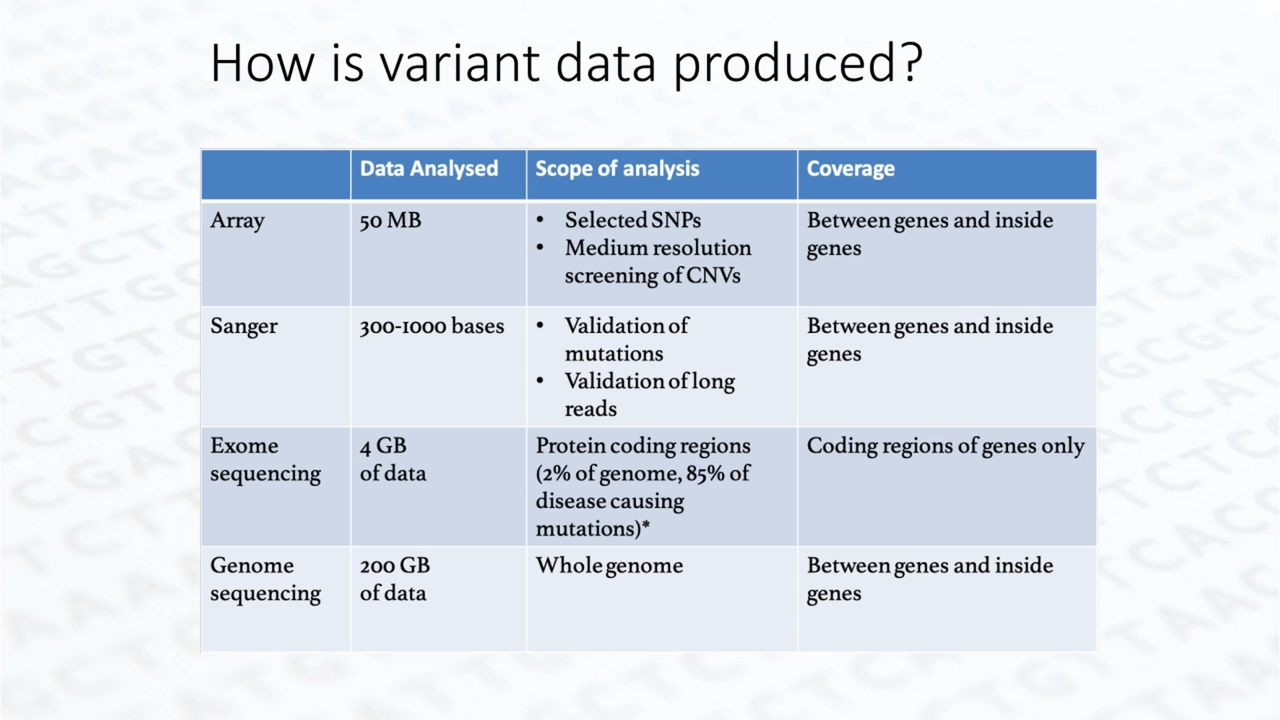 How is variant data produced?
Data Analysed
Scope of analysis
Coverage
Array
50 MB
• Selected SNPs
• Medium resolution
screening of CNVs
Between genes and inside
genes
Sanger
300-1000 bases
• Validation of
mutations
• Validation of long
reads
Between genes and inside
genes
Exome
sequencing
4 GB
of data
Protein coding regions
(2% of genome, 85% of
disease causing
mutations)*
Coding regions of genes only
Genome
sequencing
200 GB
of data
Whole genome
Between genes and inside
genes